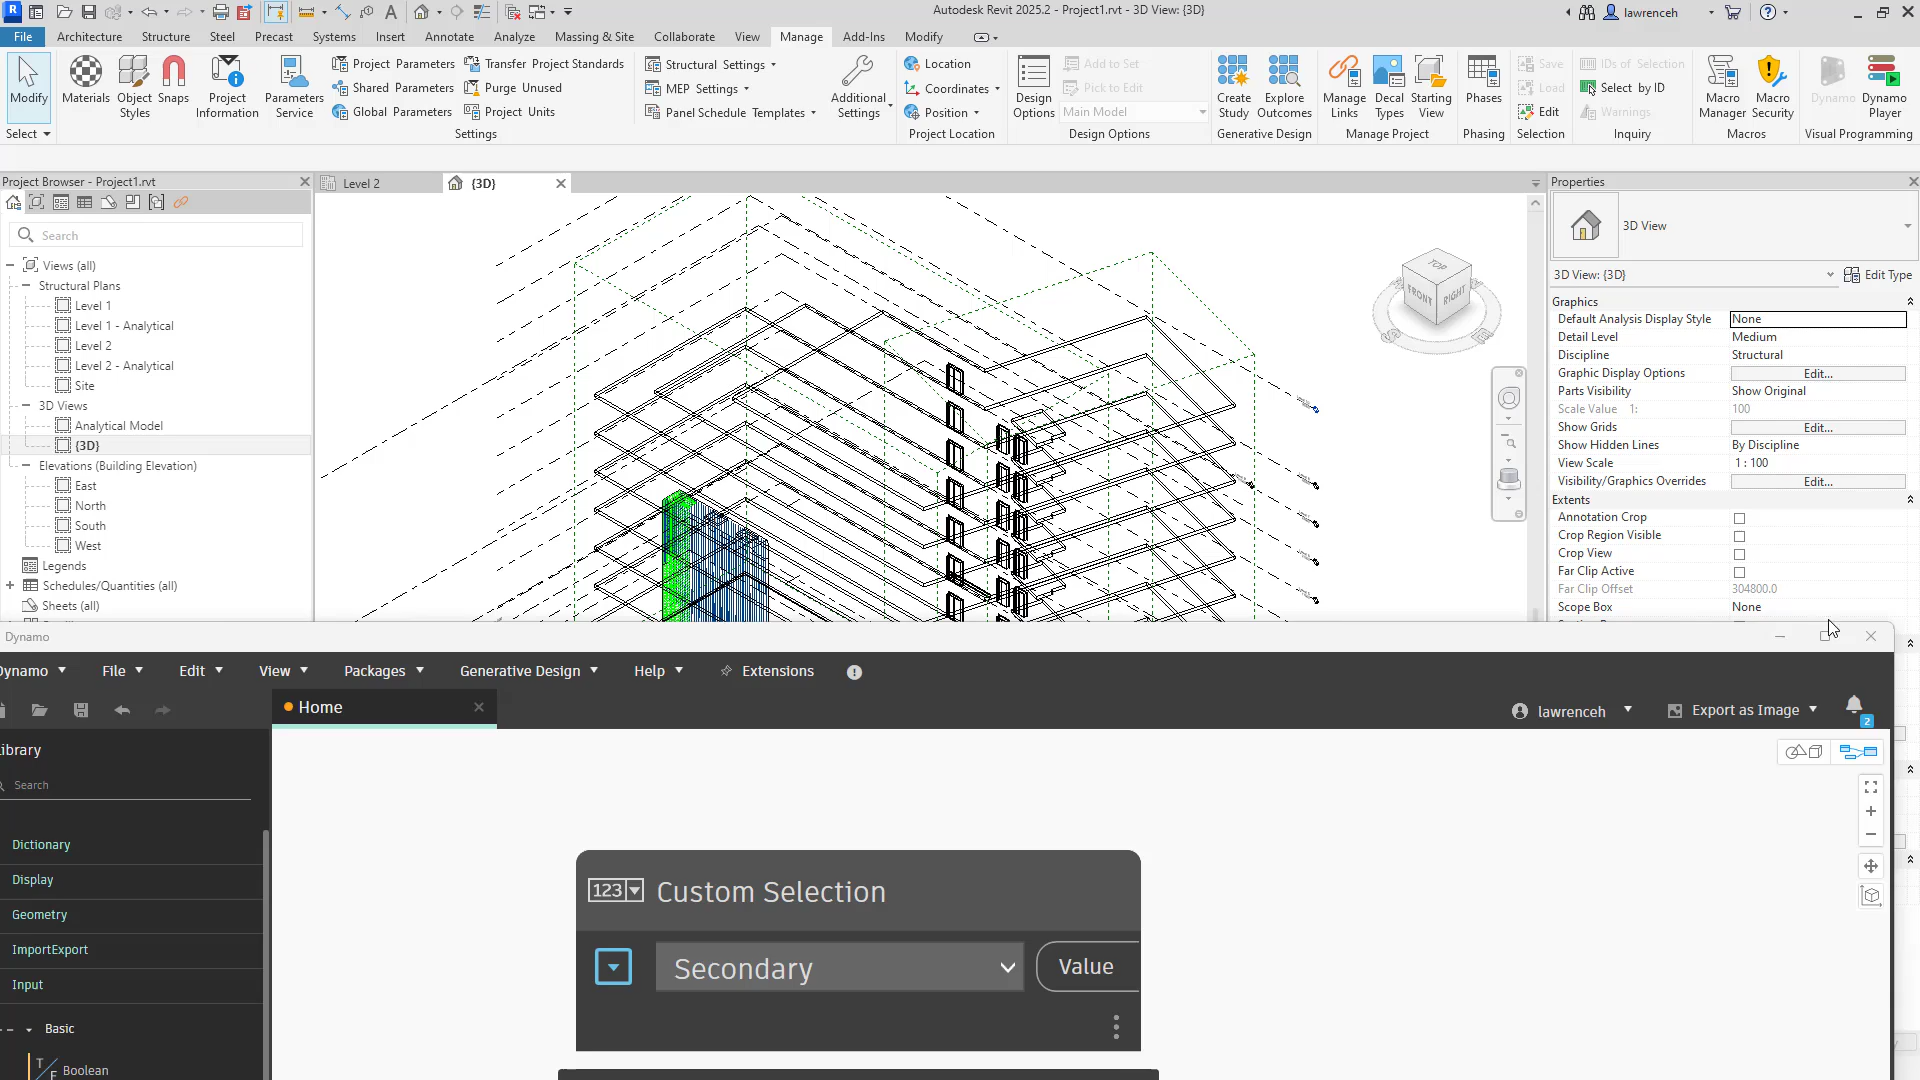 Autodesk Revit 2025.2 - Project1.rvt - 3D View: {3D}
lawrenceh
File Architecture Structure Steel Precast Systems Insert Annotate Analyze Massing & Site Collaborate View Manage Add-Ins Modify
Modify
Select
Materials
Object Styles
Snaps
Project Information
Parameters Service
Project Parameters
Shared Parameters
Global Parameters
Transfer Project Standards
Purge Unused
Project Units
Settings
Structural Settings
MEP Settings
Panel Schedule Templates
Additional Settings
Location
Coordinates
Position
Project Location
Design Options
Add to Set
Pick to Edit
Main Model
Design Options
Create Study
Explore Outcomes
Generative Design
Manage Links
Decal Types
Starting View
Manage Project
Phases
Phasing
Save
Load
Edit
Selection
IDs of Selection
Select by ID
Warnings
Inquiry
Macro Manager
Macro Security
Macros
Dynamo
Dynamo Player
Visual Programming
Project Browser - Project1.rvt
Search
Views (all)
Structural Plans
Level 1
Level 1 - Analytical
Level 2
Level 2 - Analytical
Site
3D Views
Analytical Model
{3D}
Elevations (Building Elevation)
East
North
South
West
Legends
Schedules/Quantities (all)
Sheets (all)
Level 2
{3D}
TOP
FRONT
RIGHT
Properties
3D View
3D View: {3D}
Edit Type
Graphics
Default Analysis Display Style None
Detail Level Medium
Discipline Structural
Graphic Display Options Edit...
Parts Visibility Show Original
Scale Value 1: 100
Show Grids Edit...
Show Hidden Lines By Discipline
View Scale 1 : 100
Visibility/Graphics Overrides Edit...
Extents
Annotation Crop
Crop Region Visible
Crop View
Far Clip Active
Far Clip Offset 304800.0
Scope Box None
Dynamo
Dynamo File Edit View Packages Generative Design Help Extensions
Home
lawrenceh
Export as Image
2
Library
Search
Dictionary
Display
Geometry
ImportExport
Input
Basic
Boolean
123 Custom Selection
Secondary
Value